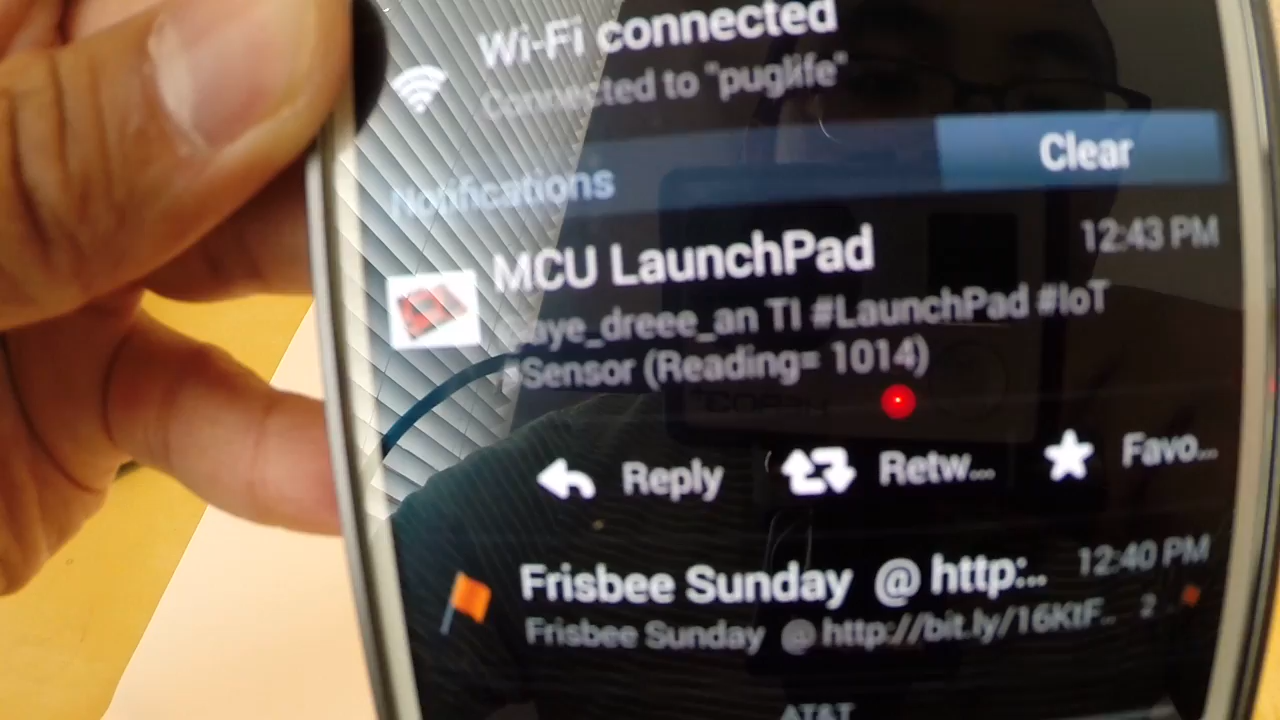 Wi-Fi connected
Connected to "puglife"
Notifications
Clear
MCU LaunchPad
12:43 PM
TI #LaunchPad #IoT
#Sensor (Reading= 1014)
Reply
Retw...
Favo...
Frisbee Sunday @ http:...
12:40 PM
Frisbee Sunday @ http://bit.ly/16KtF...
2
AT&T